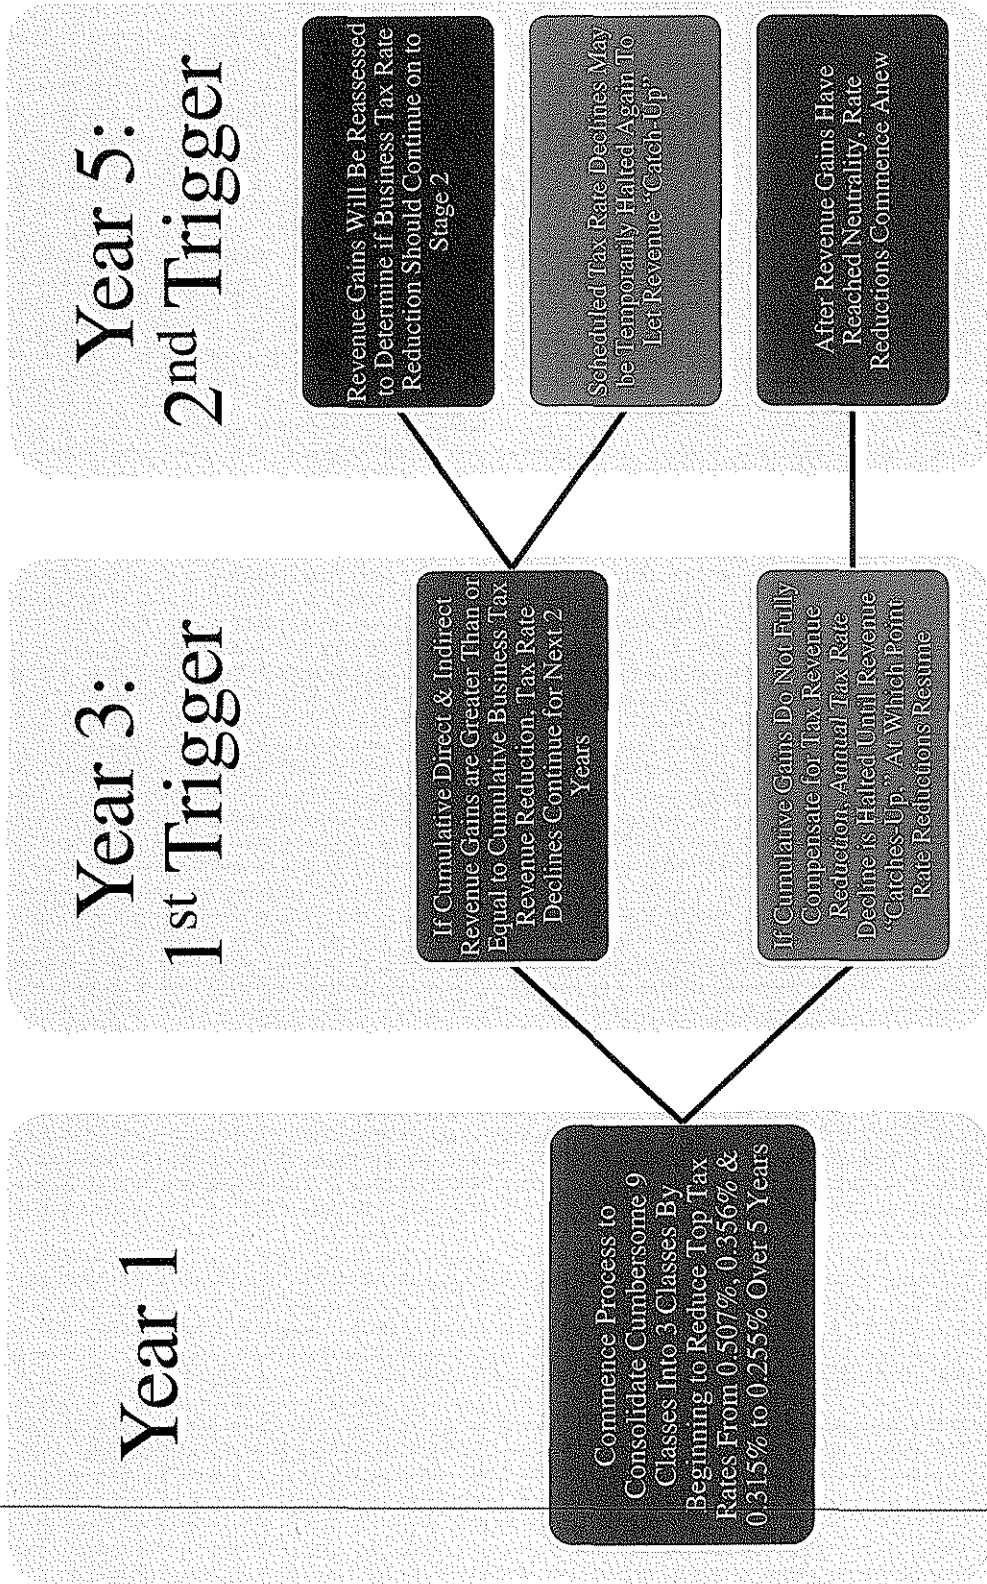 Year 1
Commence Process to
Consolidate Cumbersome 9
Classes Into 3 Classes By
Beginning to Reduce Top Tax
Rates From 0.507%, 0.356% &
0.315% to 0.255% Over 5 Years
Year 3:
1st Trigger
If Cumulative Direct & Indirect
Revenue Gains are Greater Than or
Equal to Cumulative Business Tax
Revenue Reduction, Tax Rate
Declines Continue for Next 2
Years
If Cumulative Gains Do Not Fully
Compensate for Tax Revenue
Reduction, Annual Tax Rate
Decline is Halted Until Revenue
“Catches-Up,” At Which Point
Rate Reductions Resume
Year 5:
2nd Trigger
Revenue Gains Will Be Reassessed
to Determine if Business Tax Rate
Reduction Should Continue on to
Stage 2
Scheduled Tax Rate Declines May
be Temporarily Halted Again To
Let Revenue “Catch-Up”
After Revenue Gains Have
Reached Neutrality, Rate
Reductions Commence Anew